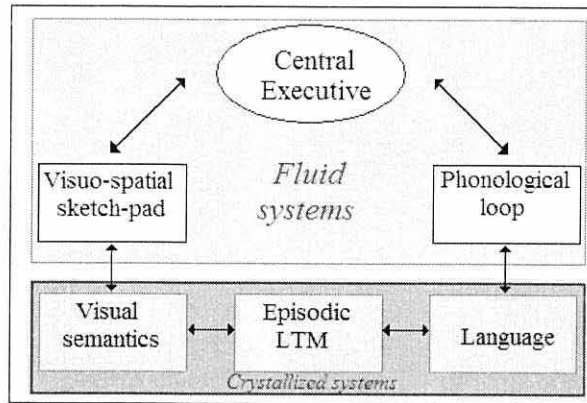 Central
Executive
Visuo-spatial
sketch-pad
Fluid
systems
Phonological
loop
Visual
semantics
Episodic
LTM
Language
Crystallized systems